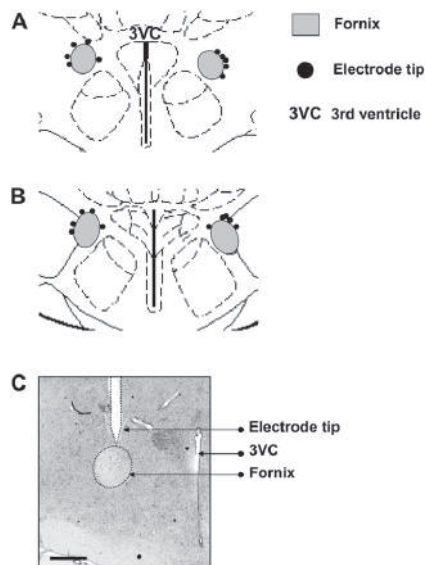 A
3VC
Fornix
Electrode tip
3VC 3rd ventricle
B
C
Electrode tip
3VC
Fornix